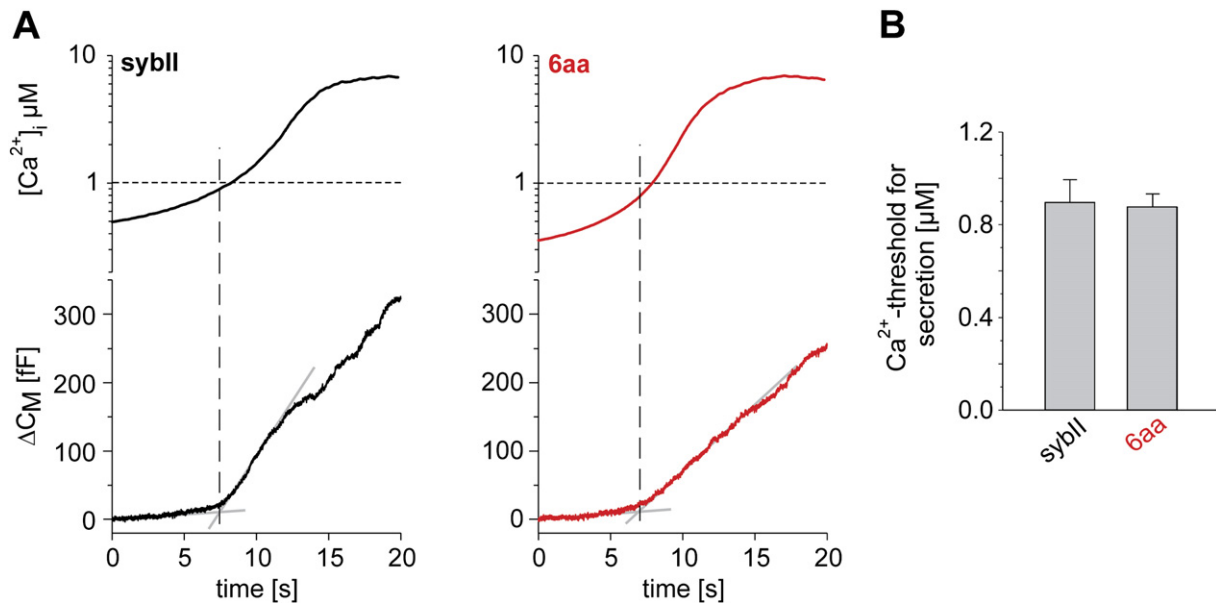 A
sybII
10
1
[Ca²⁺]ᵢ µM
6aa
10
1
300
200
100
0
ΔC_M [fF]
0 5 10 15 20
time [s]
300
200
100
0
0 5 10 15 20
time [s]
B
1.2
0.8
0.4
0.0
Ca²⁺-threshold for
secretion [µM]
sybII
6aa